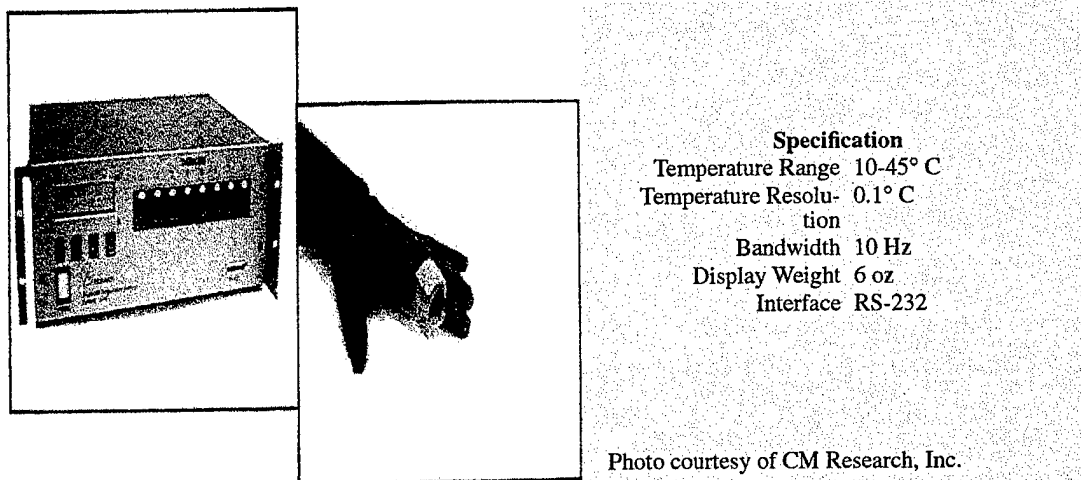 Specification
Temperature Range 10-45° C
Temperature Resolu- 0.1° C
tion
Bandwidth 10 Hz
Display Weight 6 oz
Interface RS-232
Photo courtesy of CM Research, Inc.